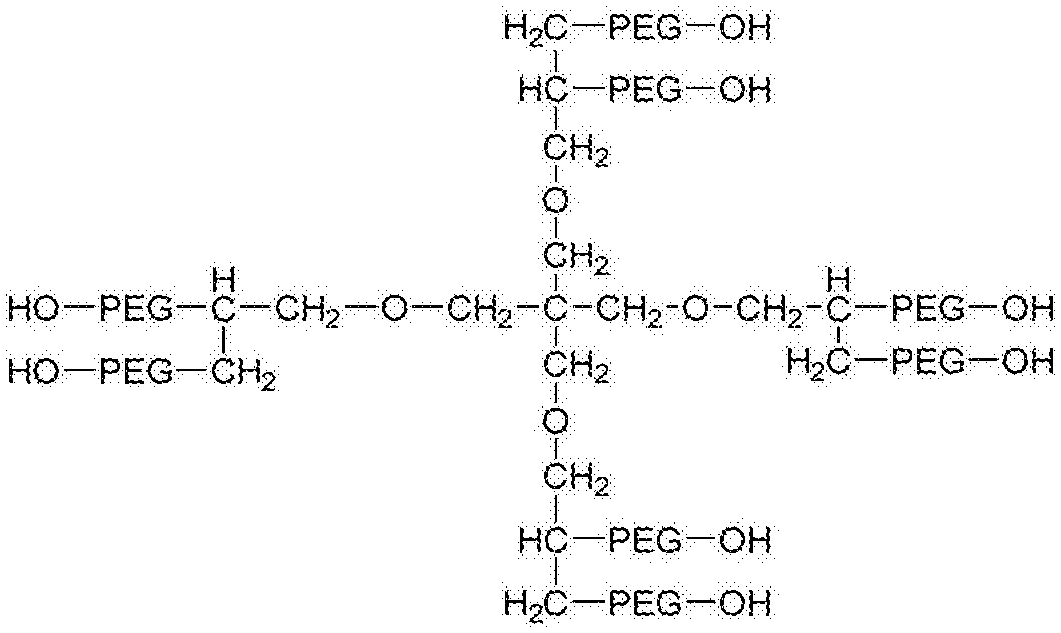 H₂C—PEG—OH
HC—PEG—OH
CH₂
O
CH₂
H H
HO—PEG—C—CH₂—O—CH₂—C—CH₂—O—CH₂—C—PEG—OH
HO—PEG—CH₂ CH₂ H₂C—PEG—OH
O
CH₂
HC—PEG—OH
H₂C—PEG—OH